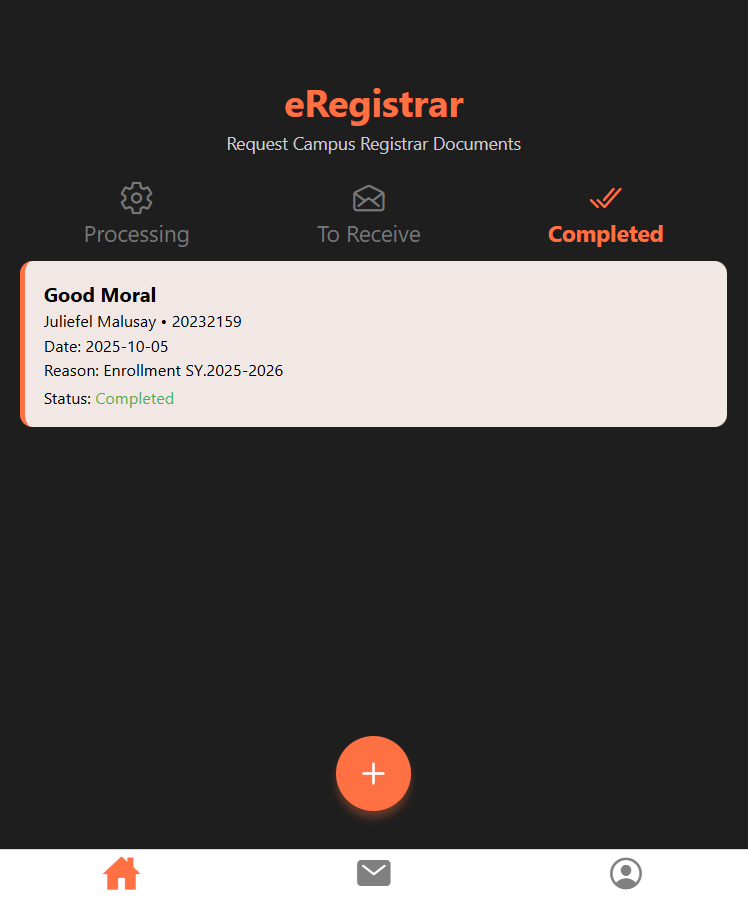 eRegistrar
Request Campus Registrar Documents
Processing
To Receive
Completed
Good Moral
Juliefel Malusay • 20232159
Date: 2025-10-05
Reason: Enrollment SY.2025-2026
Status: Completed